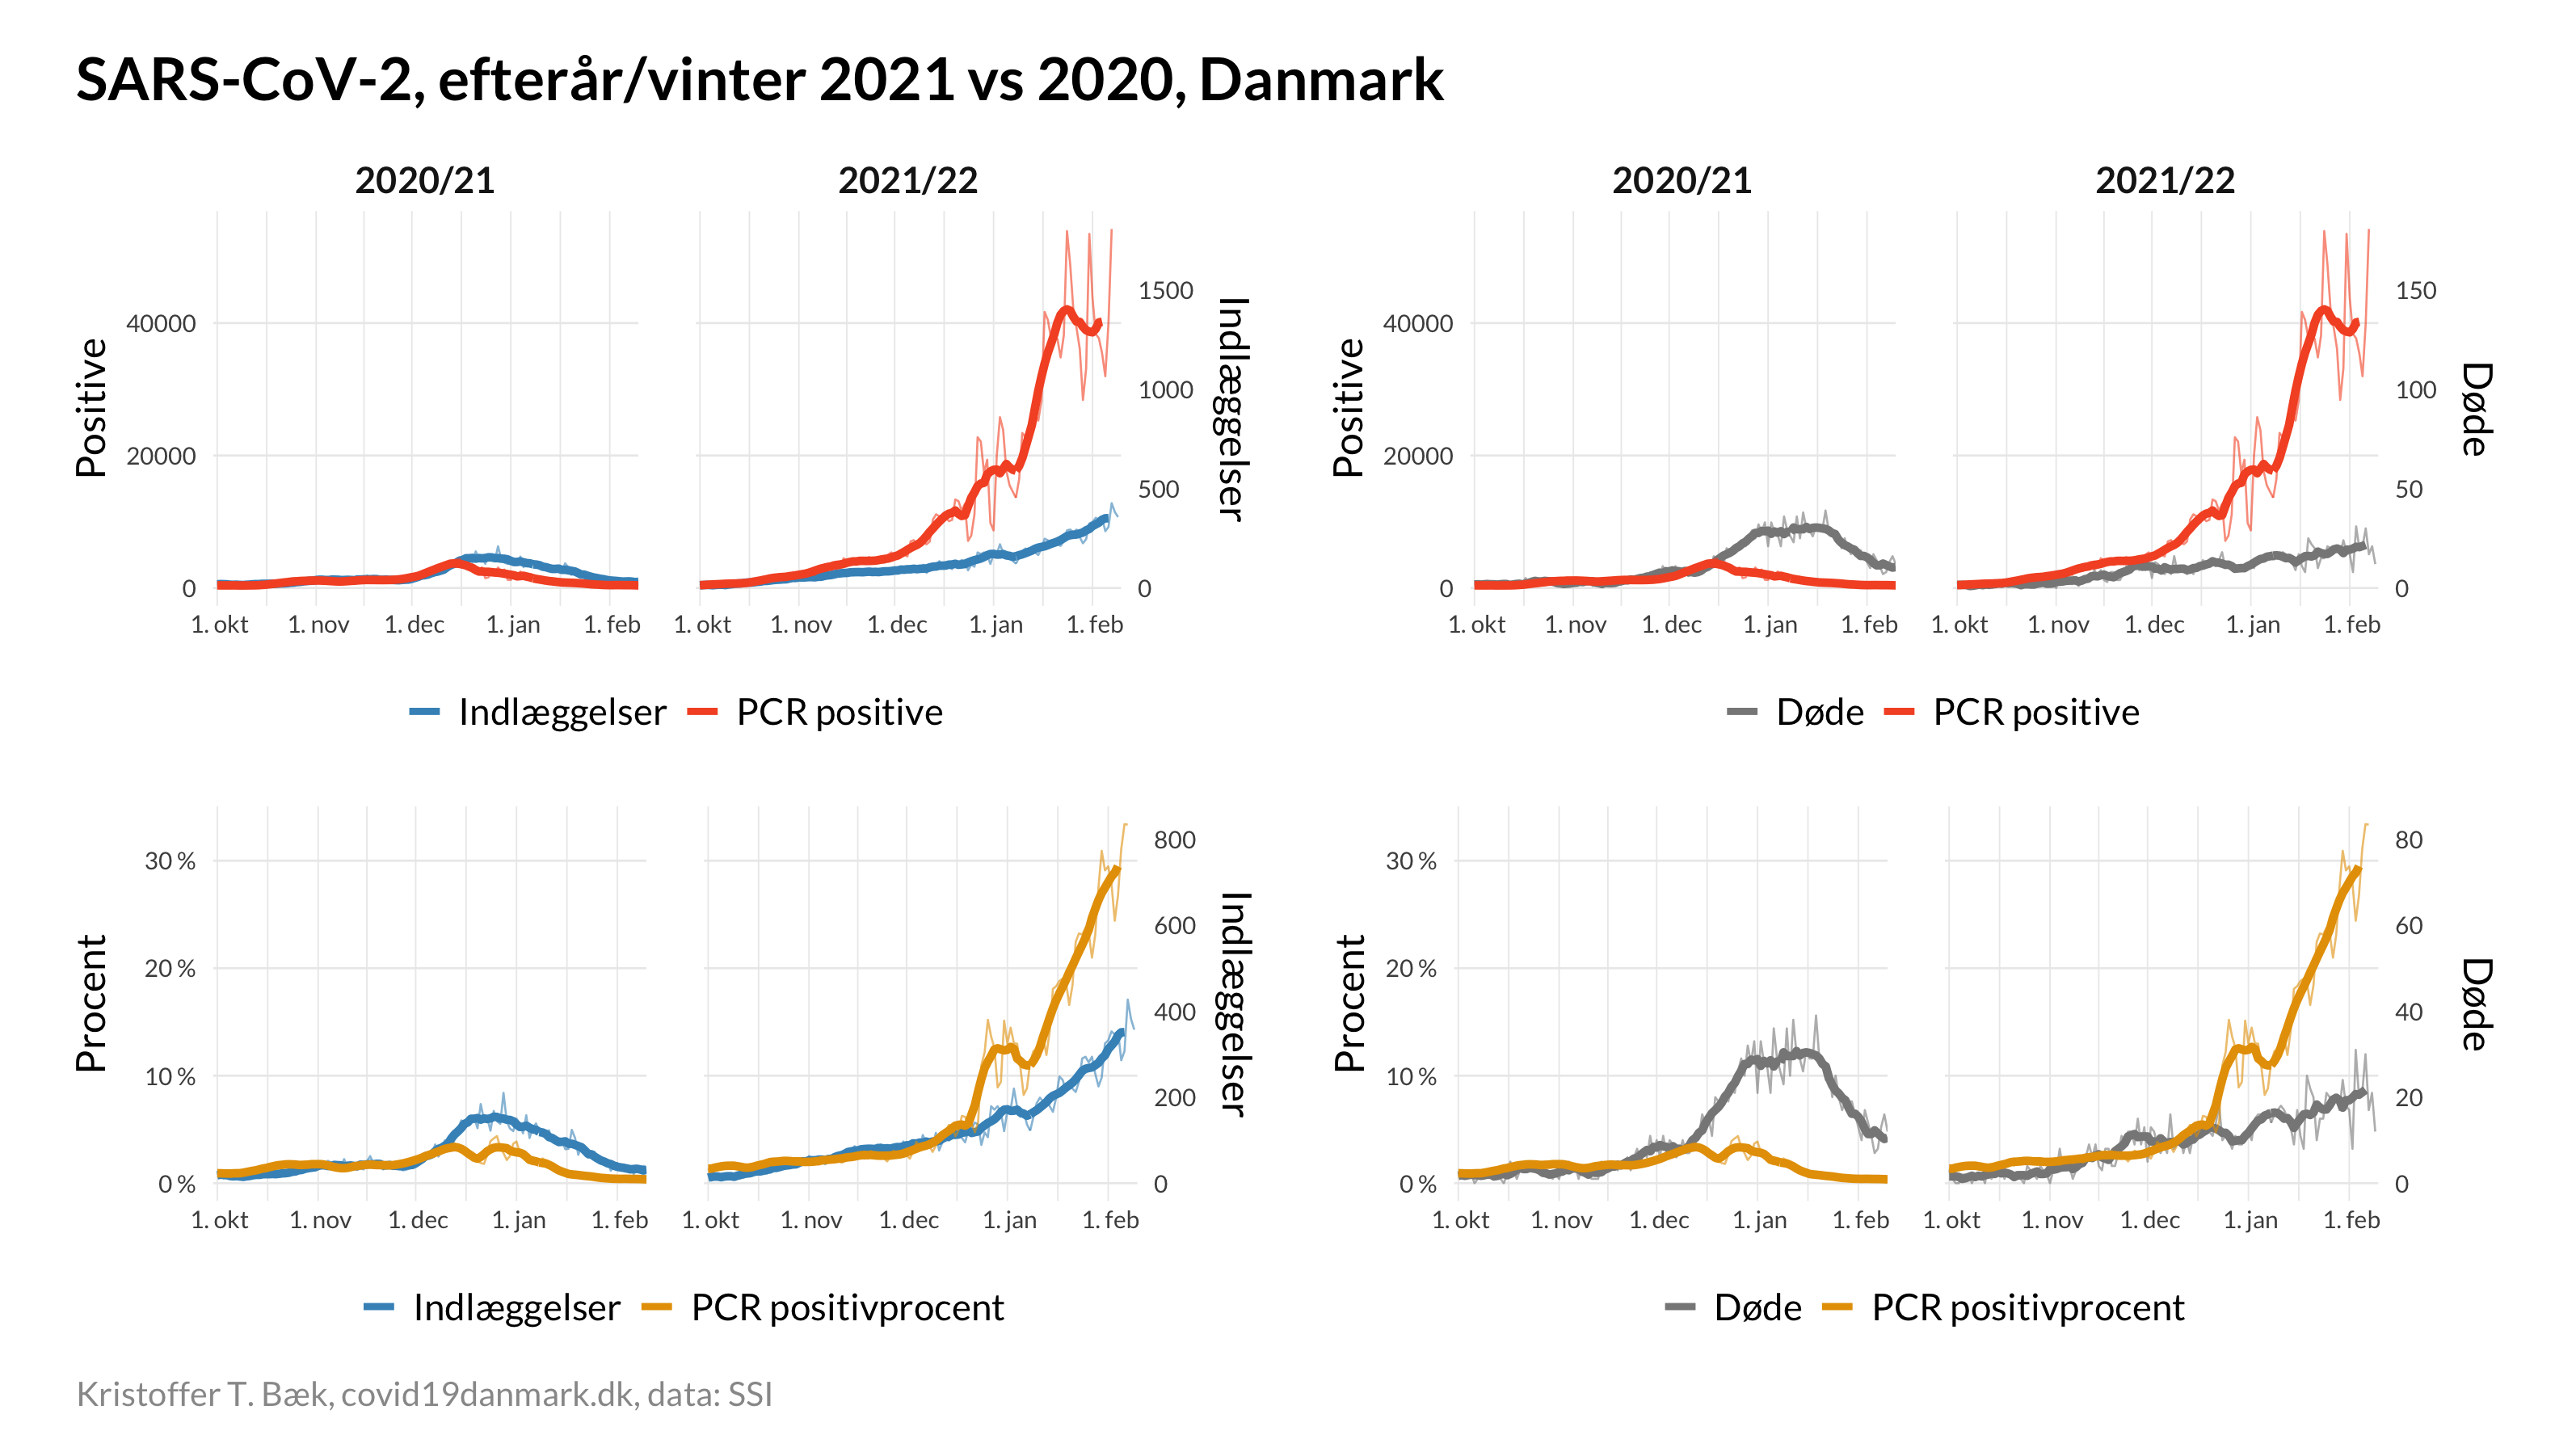 SARS-CoV-2, efterår/vinter 2021 vs 2020, Danmark
2020/21 2021/22 2020/21 2021/22
Positive
40000
20000
0
1500
1000
500
0
Indlæggelser
1. okt 1. nov 1. dec 1. jan 1. feb 1. okt 1. nov 1. dec 1. jan 1. feb
Indlæggelser PCR positive
Positive
40000
20000
0
150
100
50
0
Døde
1. okt 1. nov 1. dec 1. jan 1. feb 1. okt 1. nov 1. dec 1. jan 1. feb
Døde PCR positive
Procent
30 %
20 %
10 %
0 %
800
600
400
200
0
Indlæggelser
1. okt 1. nov 1. dec 1. jan 1. feb 1. okt 1. nov 1. dec 1. jan 1. feb
Indlæggelser PCR positivprocent
Procent
30 %
20 %
10 %
0 %
80
60
40
20
0
Døde
1. okt 1. nov 1. dec 1. jan 1. feb 1. okt 1. nov 1. dec 1. jan 1. feb
Døde PCR positivprocent
Kristoffer T. Bæk, covid19danmark.dk, data: SSI